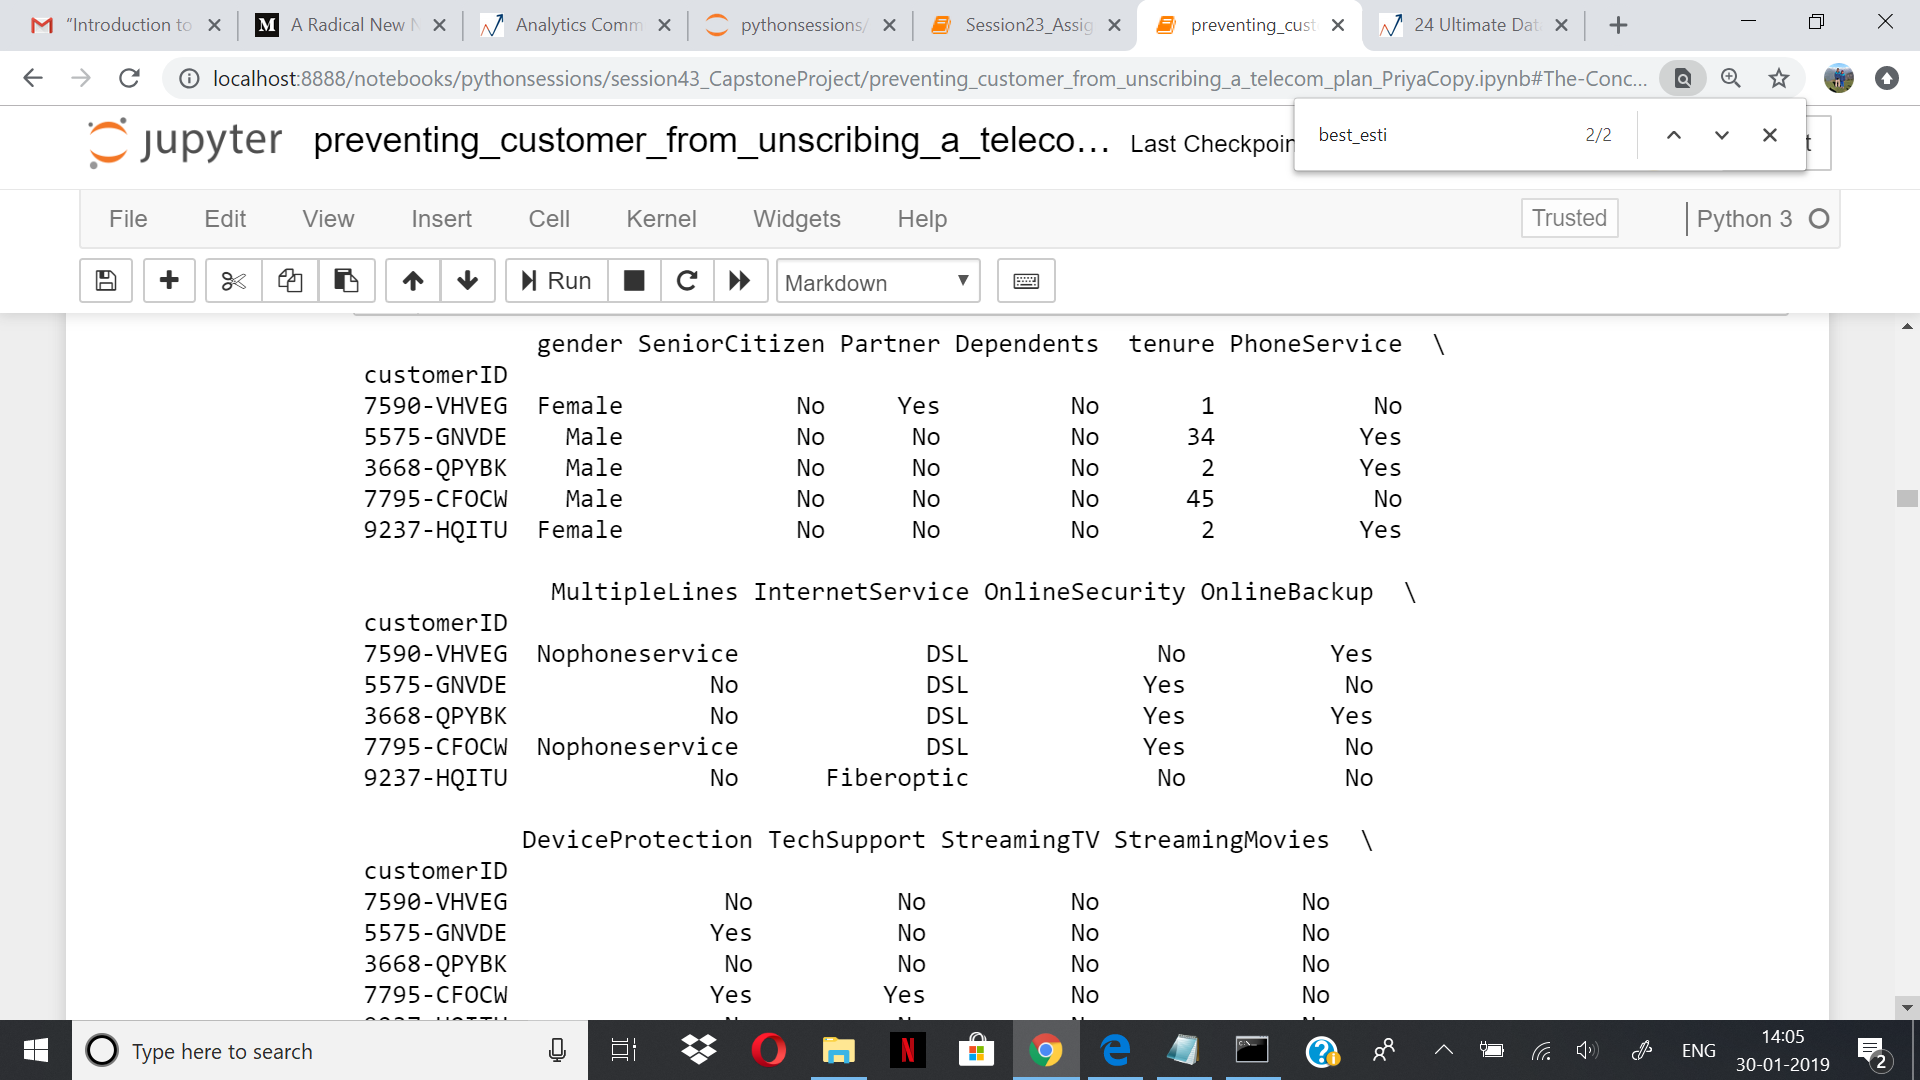 "Introduction to
A Radical New N
Analytics Comm
pythonsessions/
Session23_Assig
preventing_cust
24 Ultimate Dat
localhost:8888/notebooks/pythonsessions/session43_CapstoneProject/preventing_customer_from_unscribing_a_telecom_plan_PriyaCopy.ipynb#The-Conc...
best_esti 2/2
jupyter preventing_customer_from_unscribing_a_teleco... Last Checkpoin
t
File Edit View Insert Cell Kernel Widgets Help Trusted Python 3
Run Markdown
gender SeniorCitizen Partner Dependents tenure PhoneService \
customerID
7590-VHVEG Female No Yes No 1 No
5575-GNVDE Male No No No 34 Yes
3668-QPYBK Male No No No 2 Yes
7795-CFOCW Male No No No 45 No
9237-HQITU Female No No No 2 Yes
MultipleLines InternetService OnlineSecurity OnlineBackup \
customerID
7590-VHVEG Nophoneservice DSL No Yes
5575-GNVDE No DSL Yes No
3668-QPYBK No DSL Yes Yes
7795-CFOCW Nophoneservice DSL Yes No
9237-HQITU No Fiberoptic No No
DeviceProtection TechSupport StreamingTV StreamingMovies \
customerID
7590-VHVEG No No No No
5575-GNVDE Yes No No No
3668-QPYBK No No No No
7795-CFOCW Yes Yes No No
Type here to search
ENG
14:05
30-01-2019
2